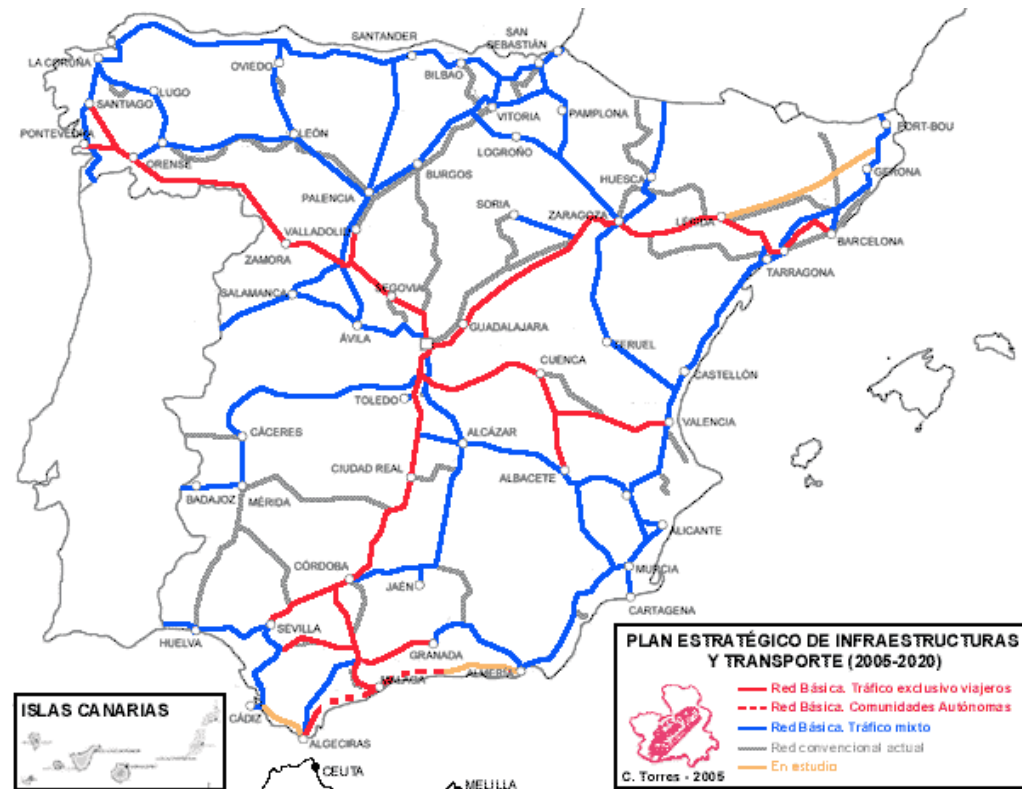 SANTANDER
SAN
SEBASTIÁN
LA CORUÑA
OVIEDO
BILBAO
LUGO
SANTIAGO
VITORIA
PAMPLONA
PONTEVEDRA
LEÓN
PORT-BOU
ORENSE
LOGROÑO
BURGOS
GERONA
HUESCA
PALENCIA
SORIA
ZARAGOZA
LÉRIDA
VALLADOLID
BARCELONA
ZAMORA
TARRAGONA
SALAMANCA
SEGOVIA
GUADALAJARA
ÁVILA
TERUEL
CUENCA
CASTELLÓN
TOLEDO
VALENCIA
CÁCERES
ALCÁZAR
CIUDAD REAL
ALBACETE
BADAJOZ
MÉRIDA
ALICANTE
CÓRDOBA
JAÉN
MURCIA
CARTAGENA
SEVILLA
HUELVA
GRANADA
MÁLAGA
ALMERÍA
CÁDIZ
ALGECIRAS
CEUTA
MELILLA
ISLAS CANARIAS
PLAN ESTRATÉGICO DE INFRAESTRUCTURAS
Y TRANSPORTE (2005-2020)
Red Básica. Tráfico exclusivo viajeros
Red Básica. Comunidades Autónomas
Red Básica. Tráfico mixto
Red convencional actual
En estudio
C. Torres - 2005